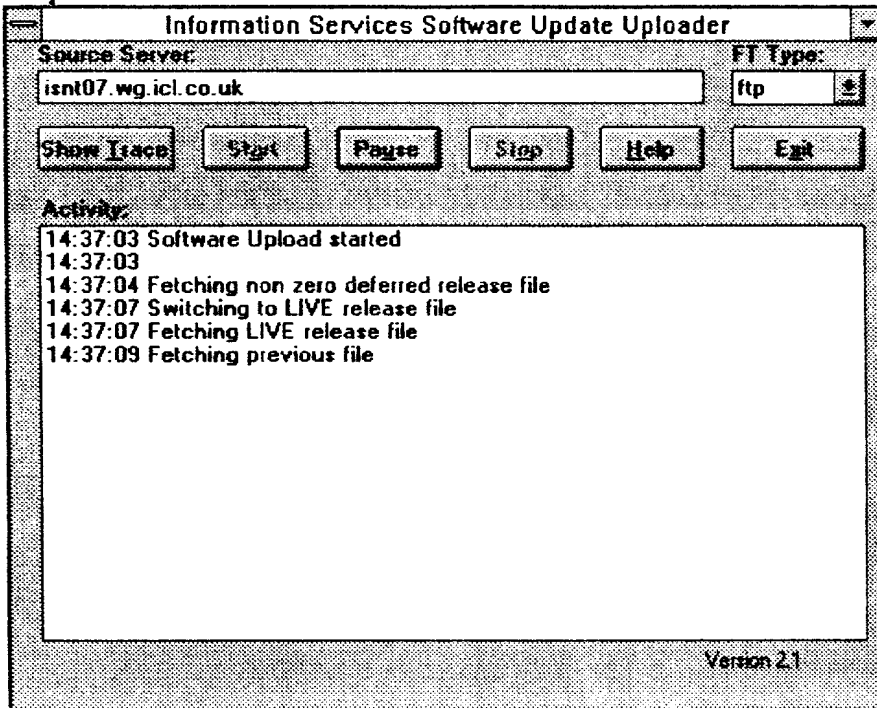 Information Services Software Update Uploader
Source Server: FT Type:
isnt07.wg.icl.co.uk ftp
Show Trace Start Pause Stop Help Exit
Activity:
14:37:03 Software Upload started
14:37:03
14:37:04 Fetching non zero deferred release file
14:37:07 Switching to LIVE release file
14:37:07 Fetching LIVE release file
14:37:09 Fetching previous file
Version 2.1